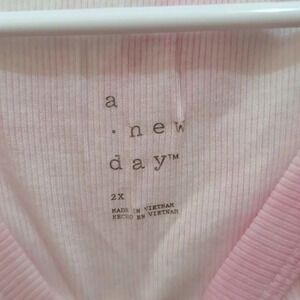 a
· new
day™
2X
MADE IN VIETNAM
HECHO EN VIETNAM